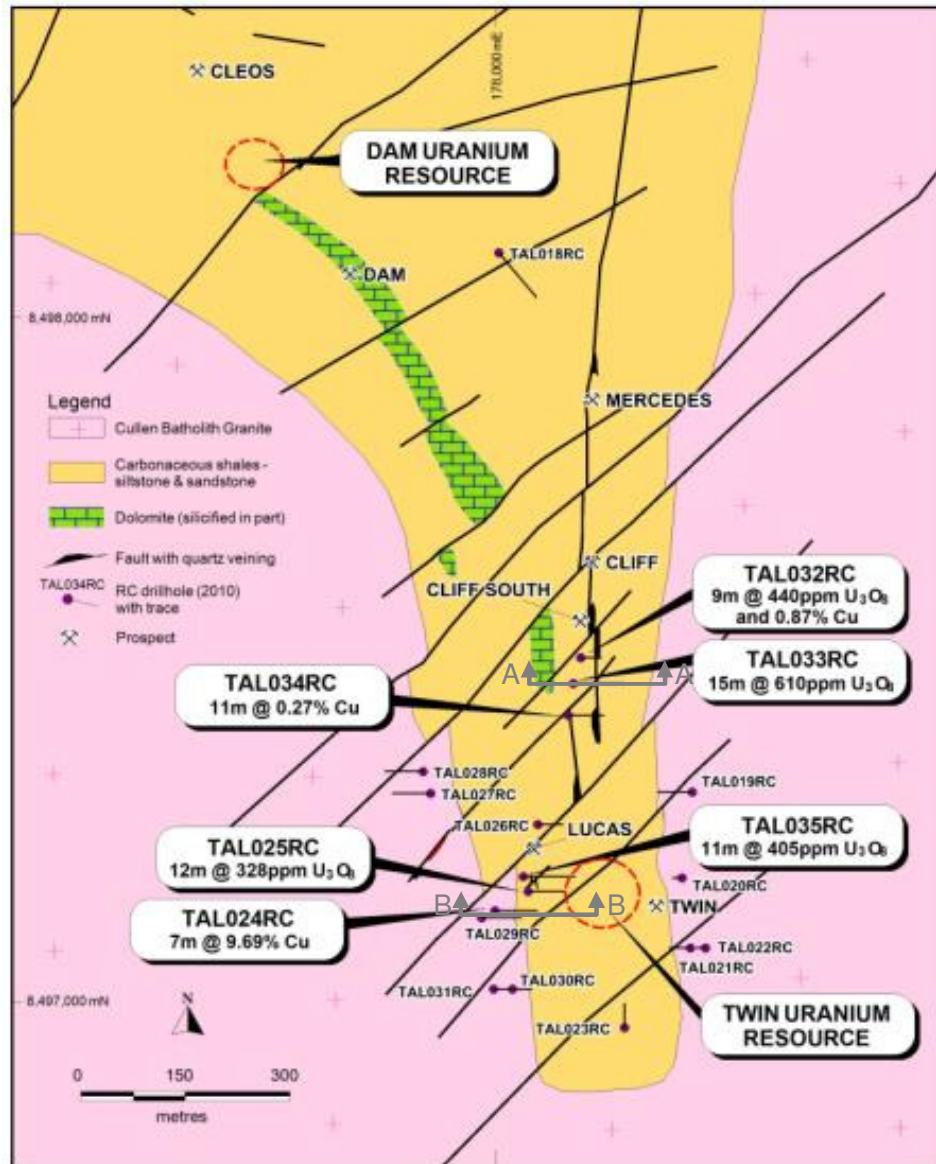 CLEOS
178,000 mE
DAM URANIUM
RESOURCE
TAL018RC
DAM
8,498,000 mN
MERCEDES
Legend
Cullen Batholith Granite
Carbonaceous shales -
siltstone & sandstone
Dolomite (silicified in part)
Fault with quartz veining
TAL034RC
RC drillhole (2010)
with trace
Prospect
CLIFF
CLIFF SOUTH
TAL032RC
9m @ 440ppm U₃O₈
and 0.87% Cu
A
A
TAL033RC
15m @ 610ppm U₃O₈
TAL034RC
11m @ 0.27% Cu
TAL028RC
TAL027RC
TAL019RC
TAL026RC
LUCAS
TAL035RC
11m @ 405ppm U₃O₈
TAL025RC
12m @ 328ppm U₃O₈
TAL020RC
B
B
TWIN
TAL024RC
7m @ 9.69% Cu
TAL029RC
TAL022RC
TAL021RC
TAL031RC
TAL030RC
8,497,000 mN
N
TAL023RC
TWIN URANIUM
RESOURCE
0
150
300
metres